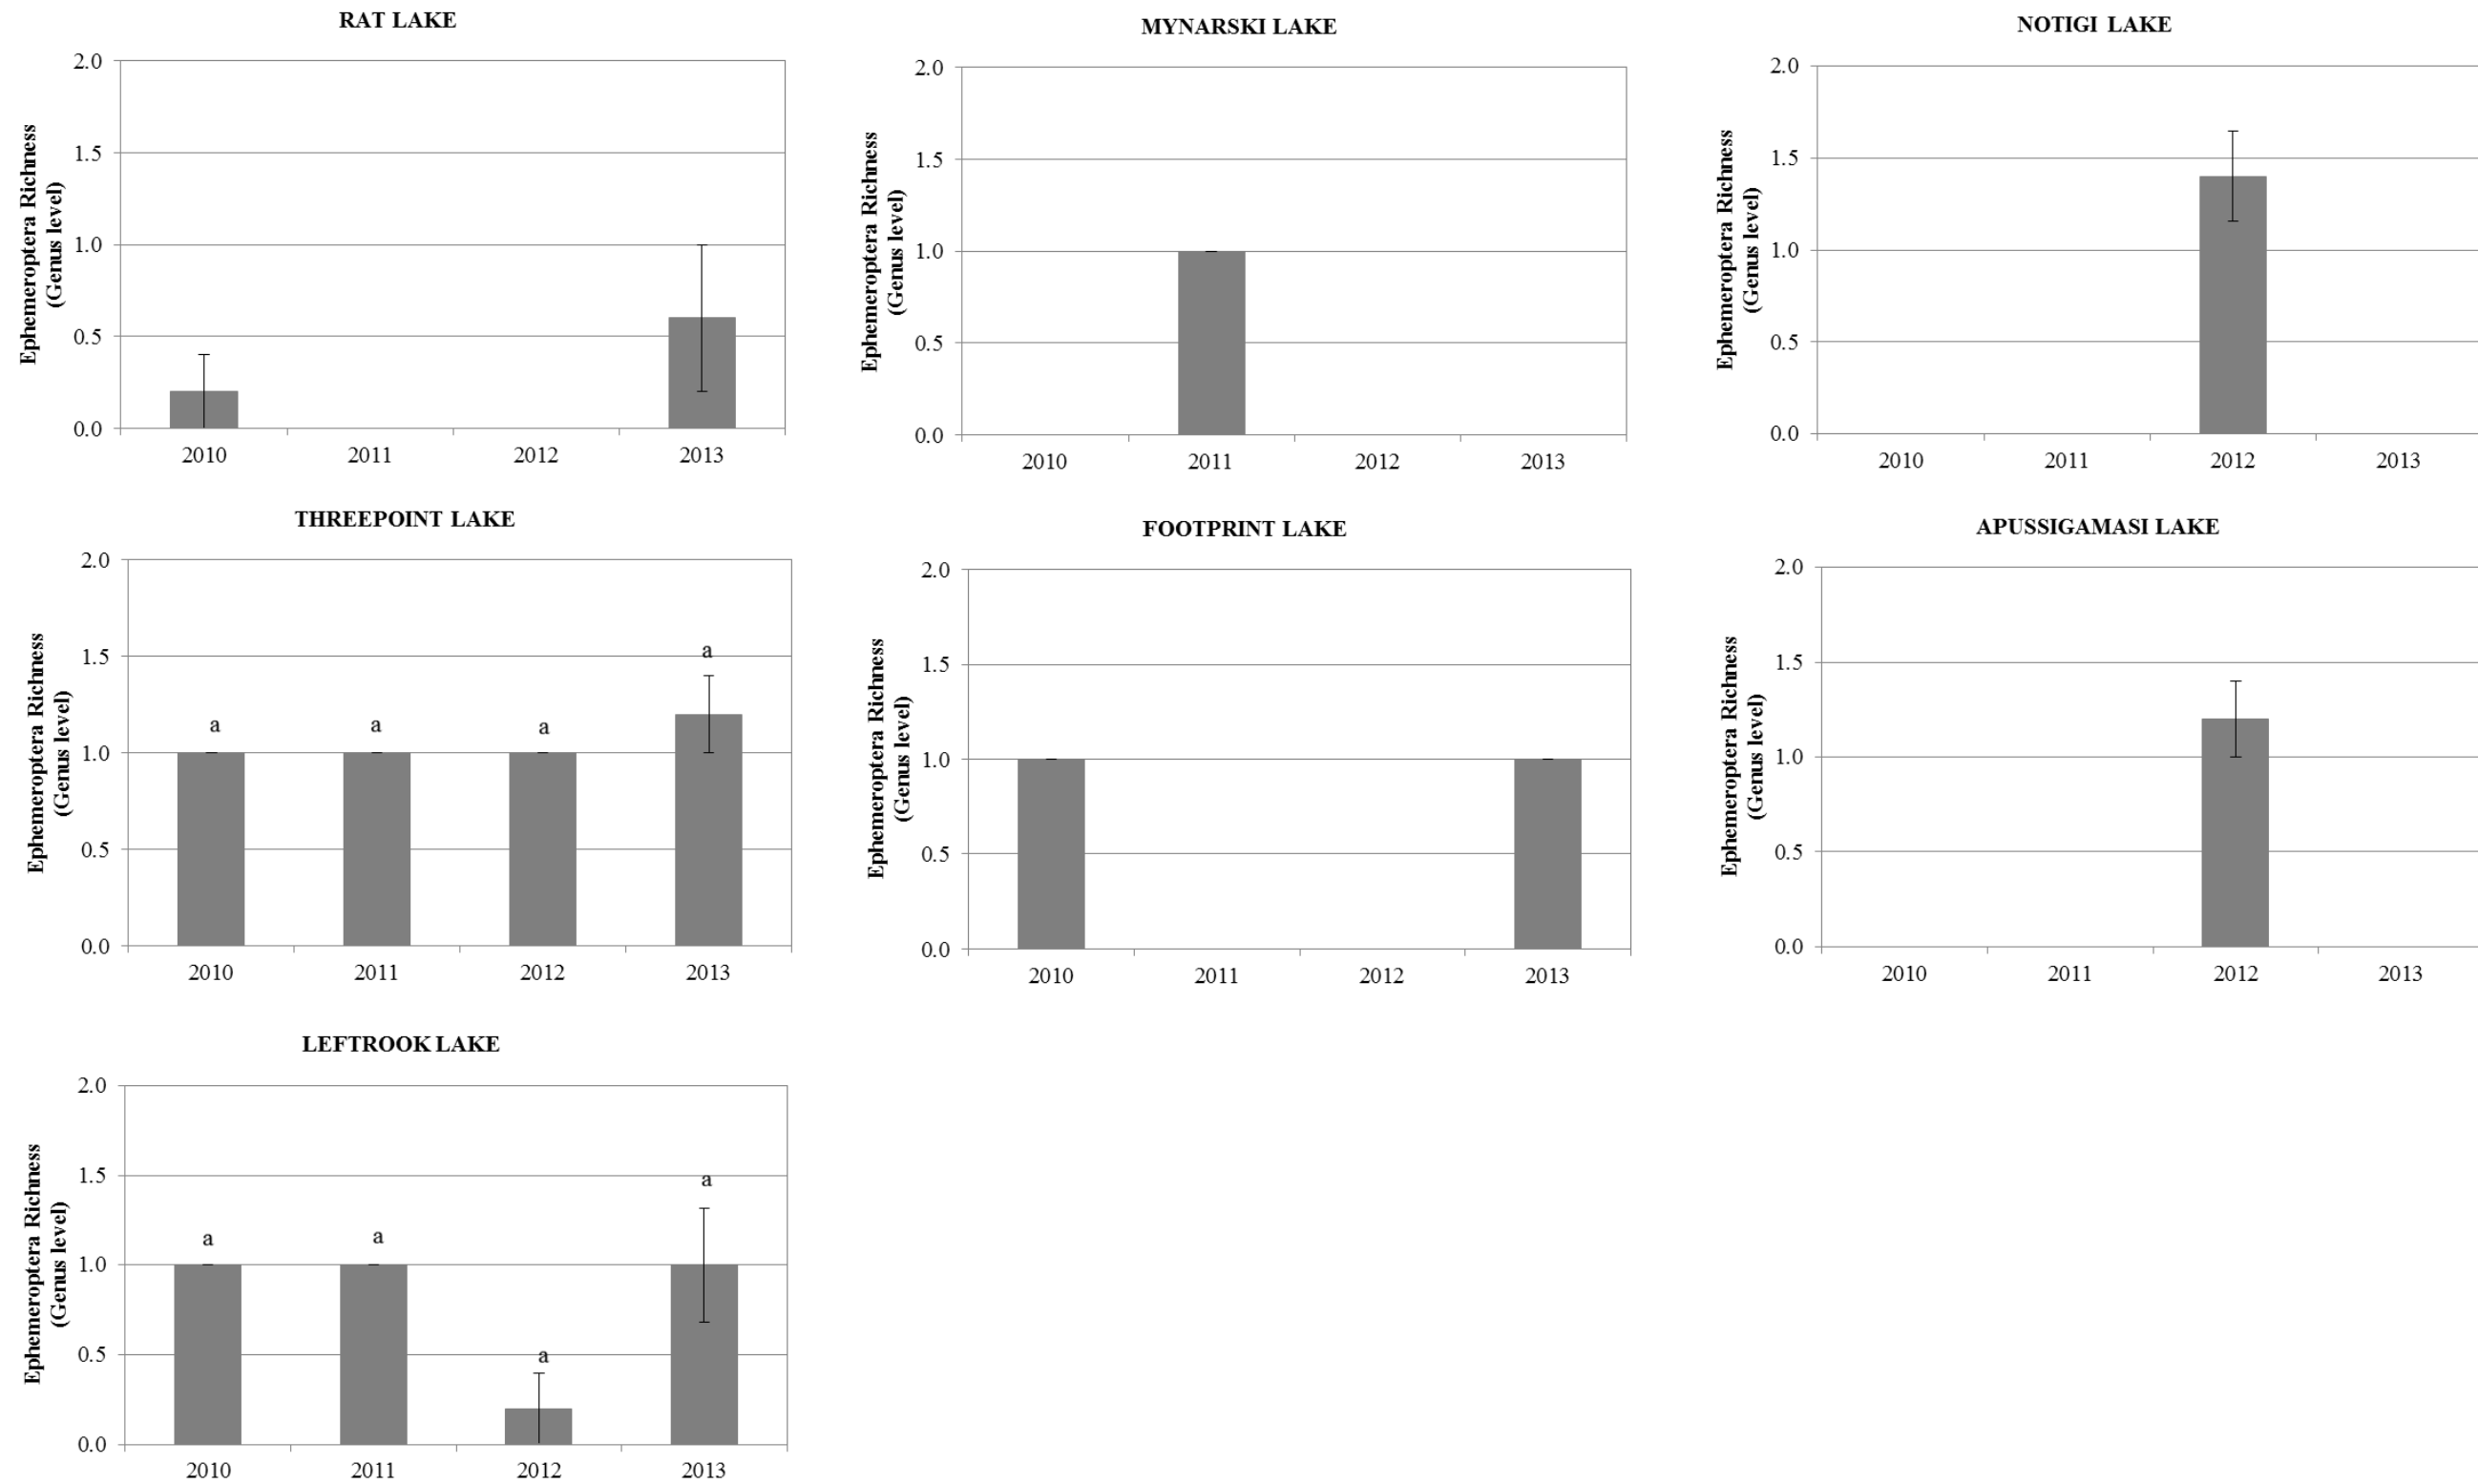 RAT LAKE
Ephemeroptera Richness
(Genus level)
2.0
1.5
1.0
0.5
0.0
2010 2011 2012 2013
MYNARSKI LAKE
Ephemeroptera Richness
(Genus level)
2.0
1.5
1.0
0.5
0.0
2010 2011 2012 2013
NOTIGI LAKE
Ephemeroptera Richness
(Genus level)
2.0
1.5
1.0
0.5
0.0
2010 2011 2012 2013
THREEPOINT LAKE
Ephemeroptera Richness
(Genus level)
2.0
1.5
1.0
0.5
0.0
a a a a
2010 2011 2012 2013
FOOTPRINT LAKE
Ephemeroptera Richness
(Genus level)
2.0
1.5
1.0
0.5
0.0
2010 2011 2012 2013
APUSSIGAMASI LAKE
Ephemeroptera Richness
(Genus level)
2.0
1.5
1.0
0.5
0.0
2010 2011 2012 2013
LEFTROOK LAKE
Ephemeroptera Richness
(Genus level)
2.0
1.5
1.0
0.5
0.0
a a a a
2010 2011 2012 2013